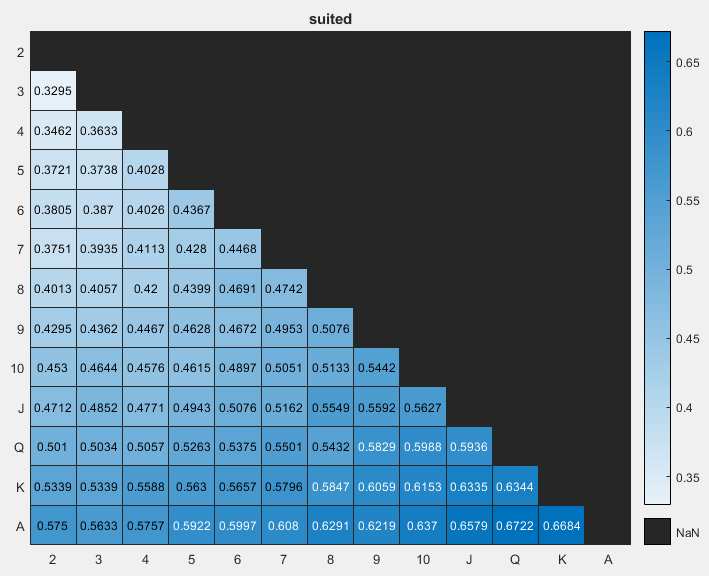 suited
2
3 0.3295
4 0.3462 0.3633
5 0.3721 0.3738 0.4028
6 0.3805 0.387 0.4026 0.4367
7 0.3751 0.3935 0.4113 0.428 0.4468
8 0.4013 0.4057 0.42 0.4399 0.4691 0.4742
9 0.4295 0.4362 0.4467 0.4628 0.4672 0.4953 0.5076
10 0.453 0.4644 0.4576 0.4615 0.4897 0.5051 0.5133 0.5442
J 0.4712 0.4852 0.4771 0.4943 0.5076 0.5162 0.5549 0.5592 0.5627
Q 0.501 0.5034 0.5057 0.5263 0.5375 0.5501 0.5432 0.5829 0.5988 0.5936
K 0.5339 0.5339 0.5588 0.563 0.5657 0.5796 0.5847 0.6059 0.6153 0.6335 0.6344
A 0.575 0.5633 0.5757 0.5922 0.5997 0.608 0.6291 0.6219 0.637 0.6579 0.6722 0.6684
2 3 4 5 6 7 8 9 10 J Q K A
0.65
0.6
0.55
0.5
0.45
0.4
0.35
NaN